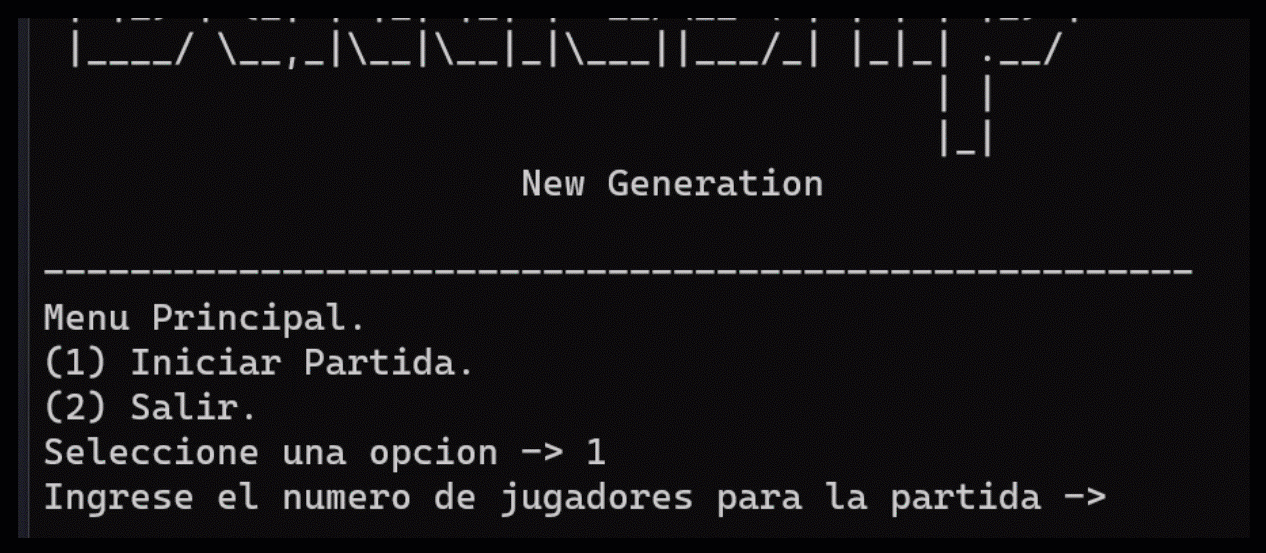 New Generation
Menu Principal.
(1) Iniciar Partida.
(2) Salir.
Seleccione una opcion -> 1
Ingrese el numero de jugadores para la partida ->